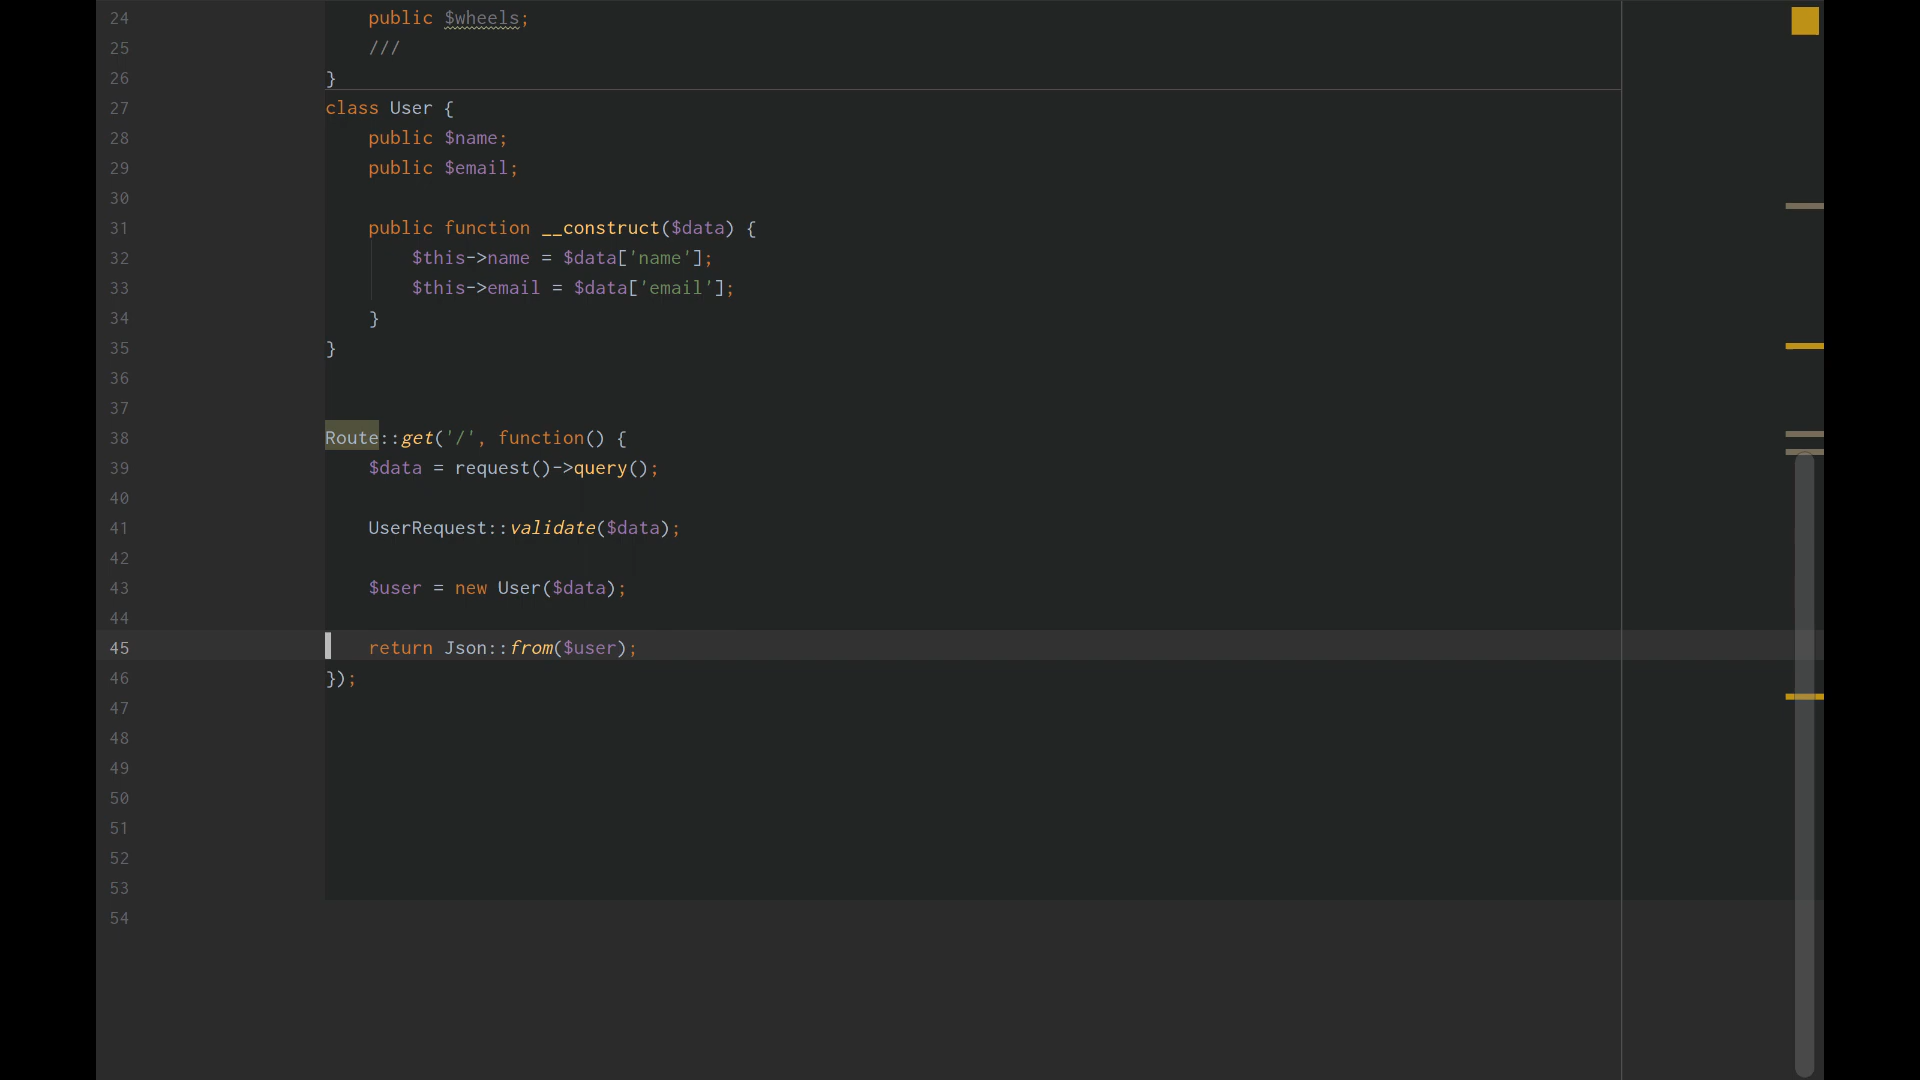 24 public $wheels;
25 ///
26 }
27 class User {
28 public $name;
29 public $email;
30
31 public function __construct($data) {
32 $this->name = $data['name'];
33 $this->email = $data['email'];
34 }
35 }
36
37
38 Route::get('/', function() {
39 $data = request()->query();
40
41 UserRequest::validate($data);
42
43 $user = new User($data);
44
45 return Json::from($user);
46 });
47
48
49
50
51
52
53
54